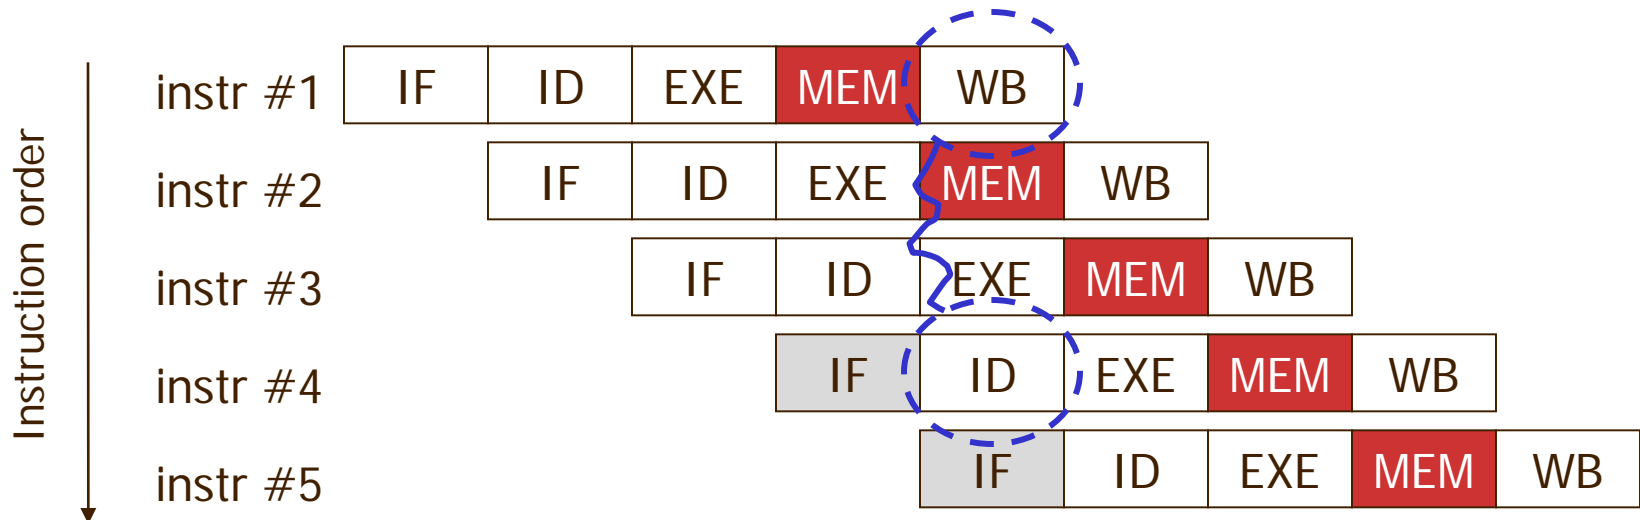 Instruction order
instr #1 IF ID EXE MEM WB
instr #2 IF ID EXE MEM WB
instr #3 IF ID EXE MEM WB
instr #4 IF ID EXE MEM WB
instr #5 IF ID EXE MEM WB